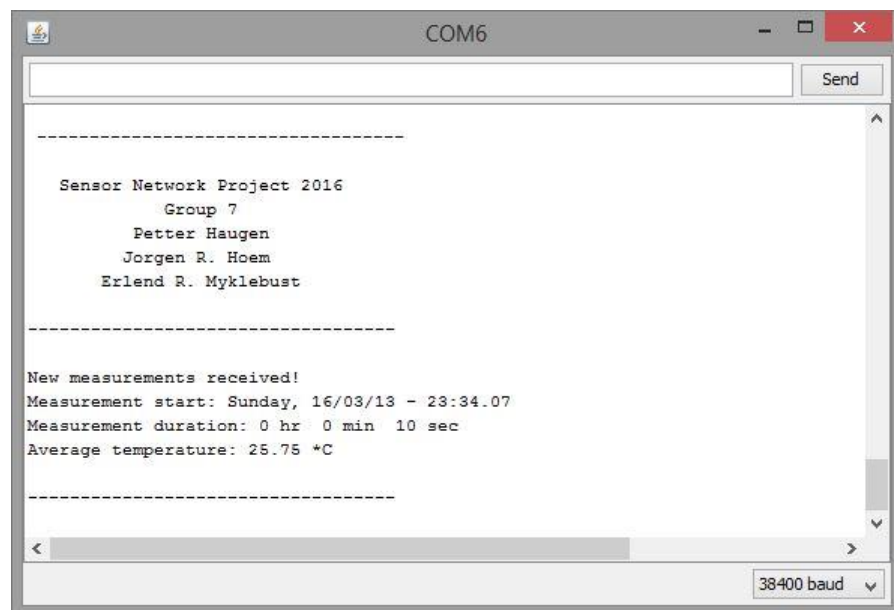 COM6
Send
-----------------------------------
Sensor Network Project 2016
Group 7
Petter Haugen
Jorgen R. Hoem
Erlend R. Myklebust
-----------------------------------
New measurements received!
Measurement start: Sunday, 16/03/13 - 23:34.07
Measurement duration: 0 hr  0 min  10 sec
Average temperature: 25.75 *C
-----------------------------------
38400 baud